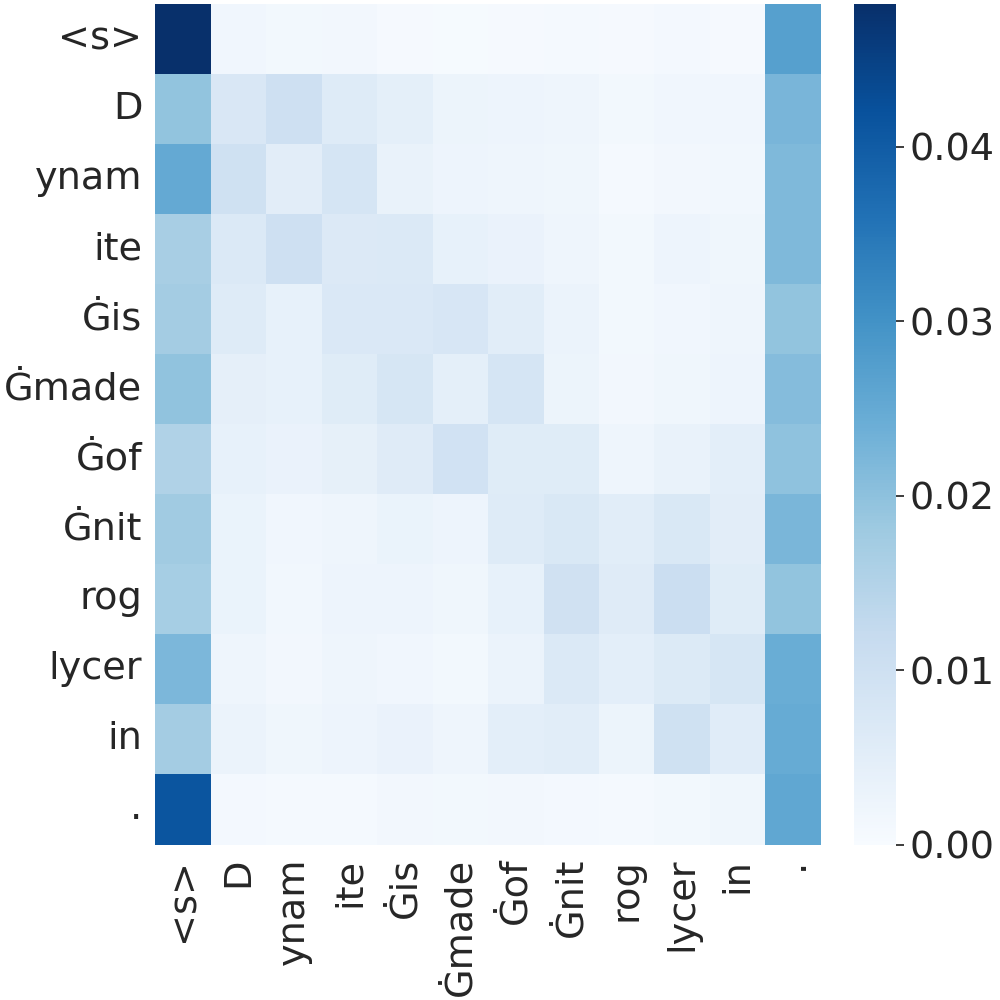 <s>
D
ynam
ite
Ġis
Ġmade
Ġof
Ġnit
rog
lycer
in
.
<s>
D
ynam
ite
Ġis
Ġmade
Ġof
Ġnit
rog
lycer
in
.
0.04
0.03
0.02
0.01
0.00